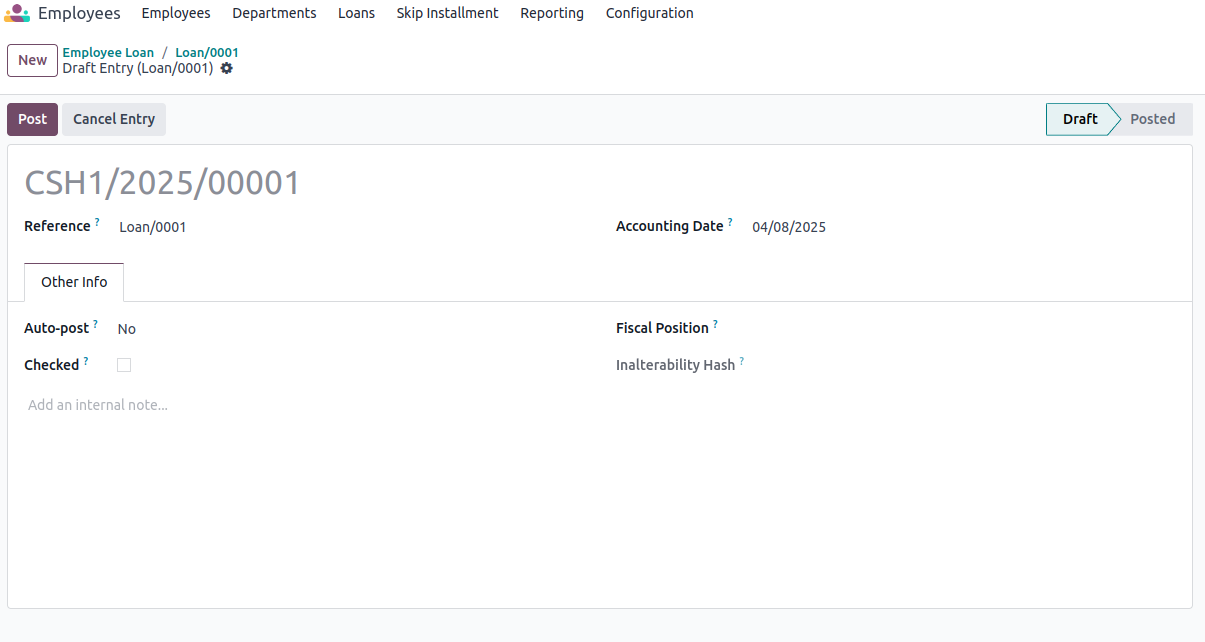 Employees Employees Departments Loans Skip Installment Reporting Configuration
New
Employee Loan / Loan/0001
Draft Entry (Loan/0001)
Post Cancel Entry Draft Posted
CSH1/2025/00001
Reference ? Loan/0001 Accounting Date ? 04/08/2025
Other Info
Auto-post ? No Fiscal Position ?
Checked ? Inalterability Hash ?
Add an internal note...